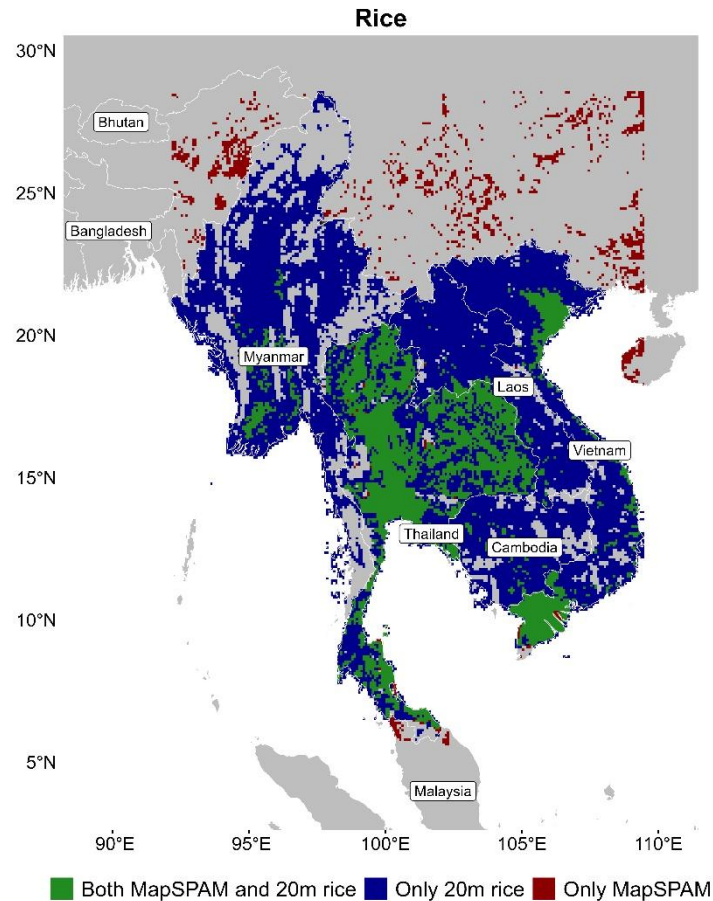 Rice
30°N
Bhutan
25°N
Bangladesh
20°N
Myanmar
Laos
Vietnam
15°N
Thailand
Cambodia
10°N
5°N
Malaysia
90°E 95°E 100°E 105°E 110°E
Both MapSPAM and 20m rice Only 20m rice Only MapSPAM